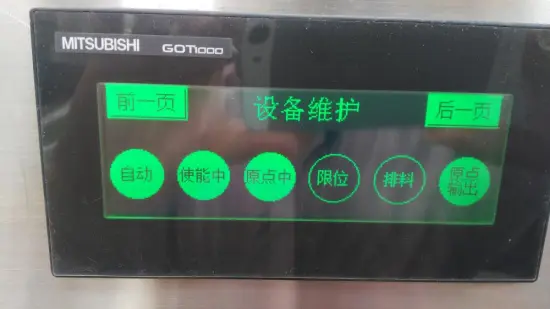 MITSUBISHI GOT1000
前一页 设备维护 后一页
自动 使能中 原点中 限位 排料 原点
输出